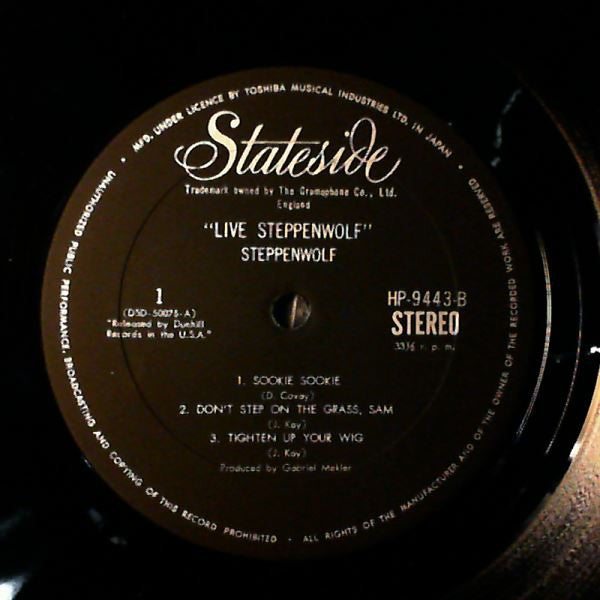 MFD. UNDER LICENCE BY TOSHIBA MUSICAL INDUSTRIES LTD. IN JAPAN
Stateside
Trademark owned by The Gramophone Co., Ltd.
England
"LIVE STEPPENWOLF"
STEPPENWOLF
1
(DSD-50075-A)
"Released by Dunhill
Records in the U.S.A."
HP-9443-B
STEREO
33⅓ r. p. m.
1. SOOKIE SOOKIE
(D. Covay)
2. DON'T STEP ON THE GRASS, SAM
(J. Kay)
3. TIGHTEN UP YOUR WIG
(J. Kay)
Produced by Gabriel Mekler
UNAUTHORIZED PUBLIC PERFORMANCE, BROADCASTING AND COPYING OF THIS RECORD PROHIBITED • ALL RIGHTS OF THE MANUFACTURER AND OF THE OWNER OF THE RECORDED WORK ARE RESERVED